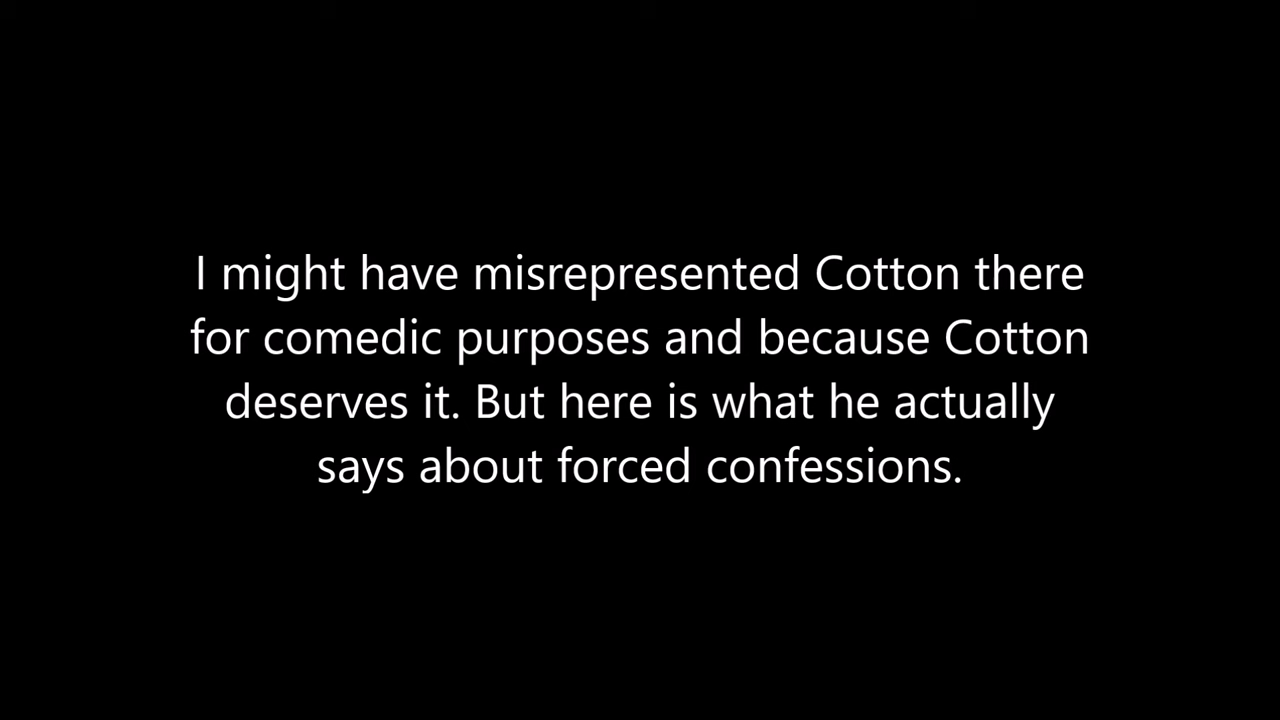 I might have misrepresented Cotton there
for comedic purposes and because Cotton
deserves it. But here is what he actually
says about forced confessions.